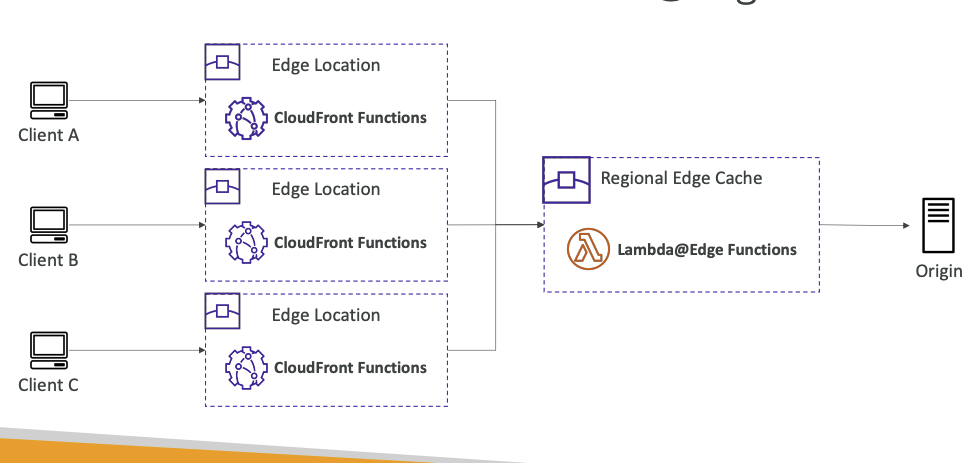 Edge Location
CloudFront Functions
Client A
Edge Location
CloudFront Functions
Client B
Edge Location
CloudFront Functions
Client C
Regional Edge Cache
Lambda@Edge Functions
Origin